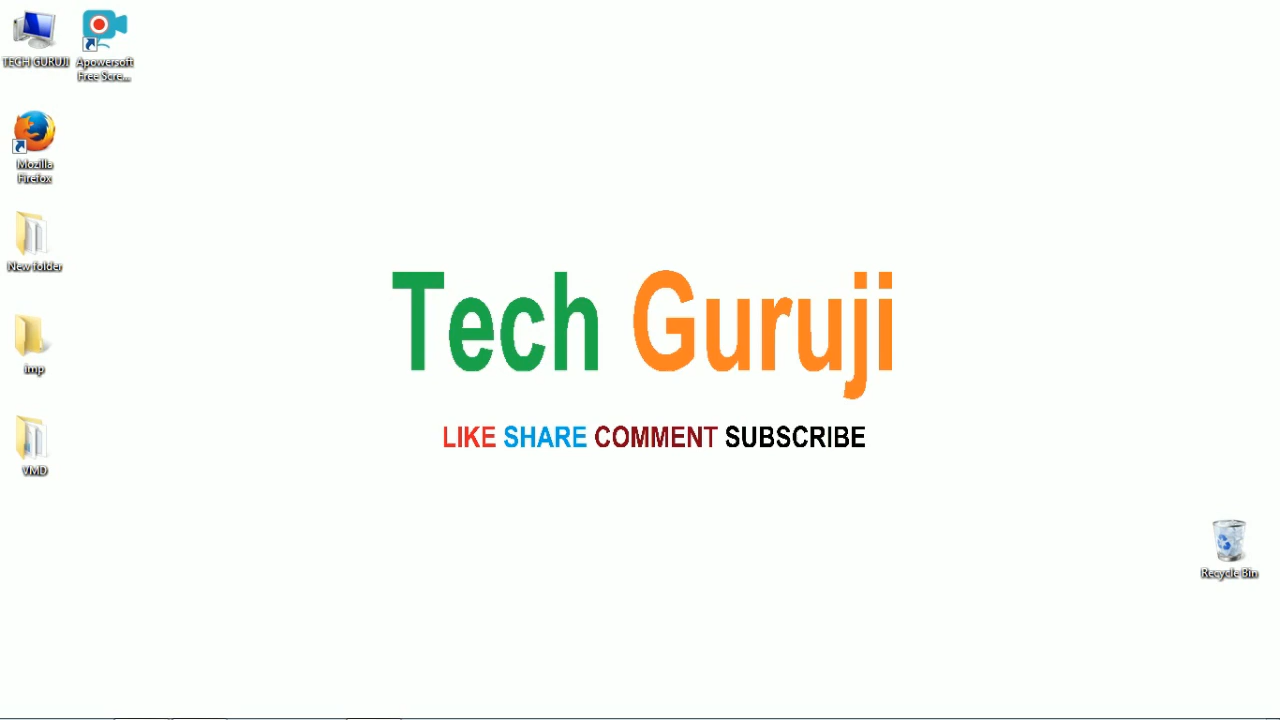 TECH GURUJI
Apowersoft
Free Scre...
Mozilla
Firefox
New folder
imp
VMD
Tech Guruji
LIKE SHARE COMMENT SUBSCRIBE
Recycle Bin